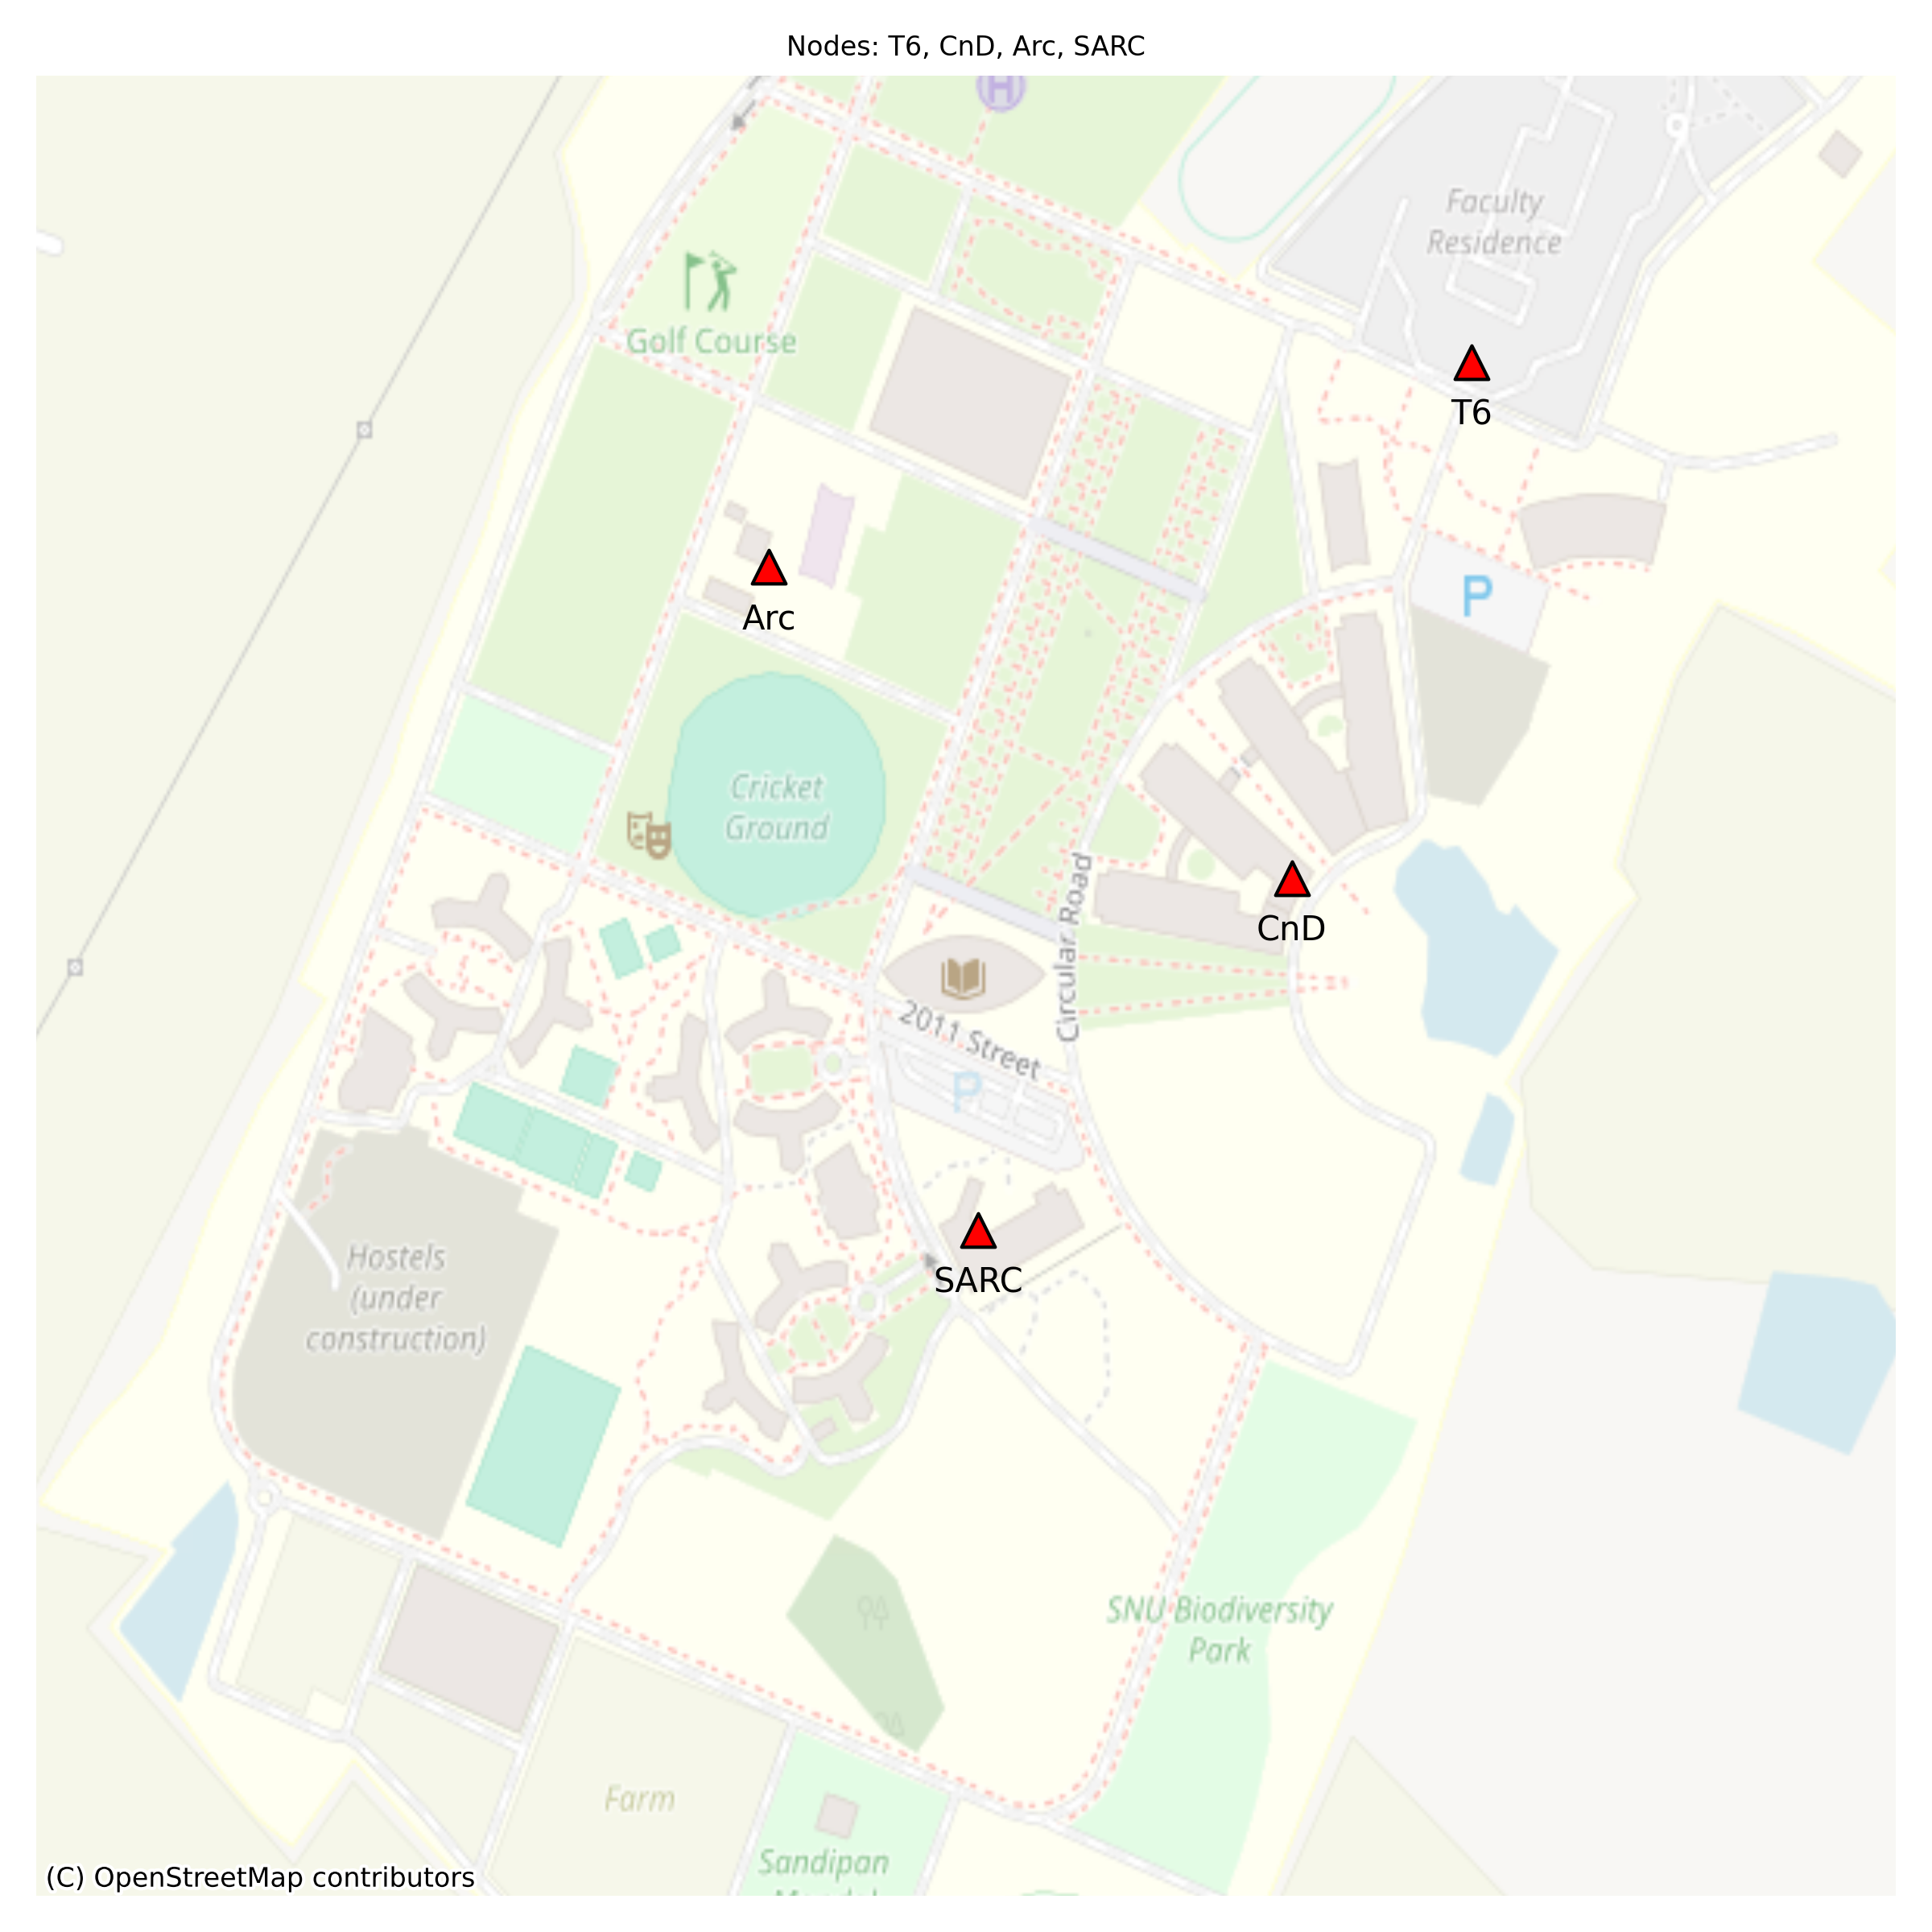 Nodes: T6, CnD, Arc, SARC
H
Faculty
Residence
Golf Course
T6
Arc
P
Cricket
Ground
CnD
Circular Road
2011 Street
P
SARC
Hostels
(under
construction)
SNU Biodiversity
Park
Farm
Sandipan
(C) OpenStreetMap contributors